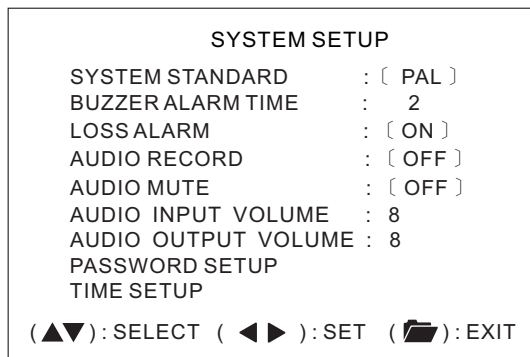 SYSTEM SETUP
SYSTEM STANDARD : 〔 PAL 〕
BUZZER ALARM TIME : 2
LOSS ALARM : 〔 ON 〕
AUDIO RECORD : 〔 OFF 〕
AUDIO MUTE : 〔 OFF 〕
AUDIO INPUT VOLUME : 8
AUDIO OUTPUT VOLUME : 8
PASSWORD SETUP
TIME SETUP
(▲▼) : SELECT ( ◀ ▶ ) : SET ( ) : EXIT